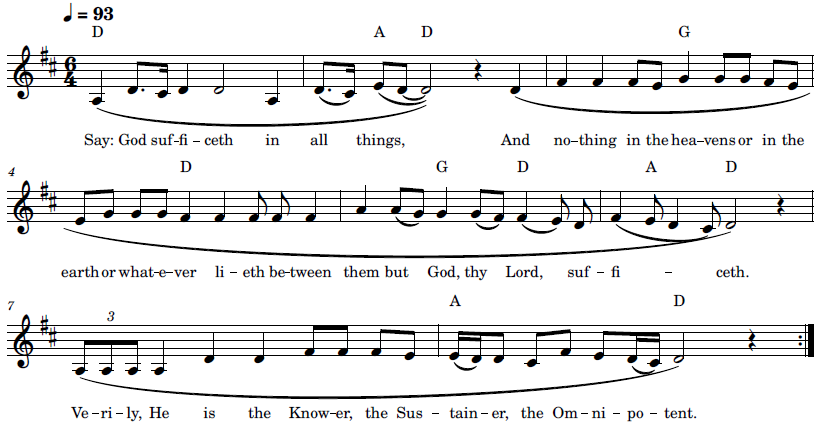 ♩ = 93
D A D G
6
4
Say: God suf–fi–ceth in all things, And no–thing in the hea–vens or in the
4
D G D A D
earth or what–e–ver li–eth be–tween them but God, thy Lord, suf – fi – ceth.
7
3
A D
Ve–ri–ly, He is the Know–er, the Sus – tain–er, the Om–ni–po–tent.